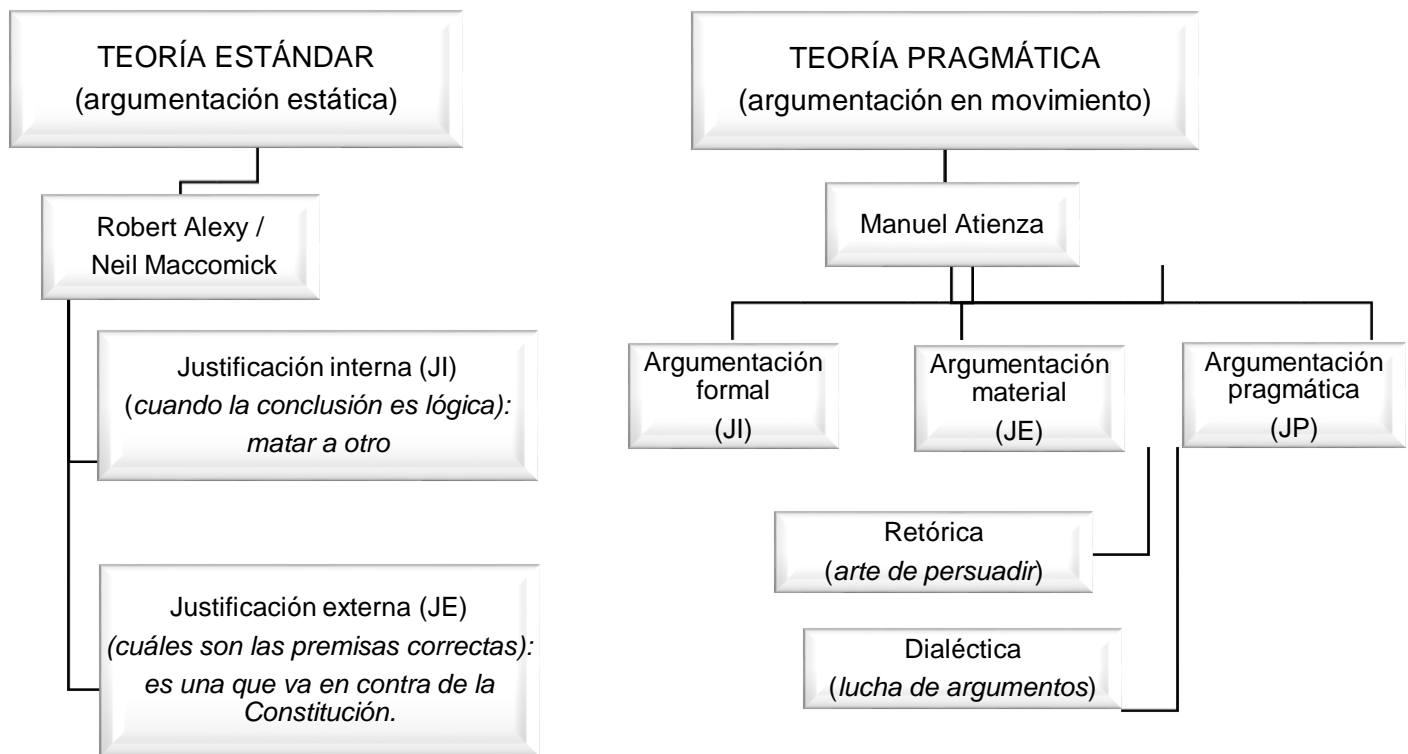 TEORÍA ESTÁNDAR
(argumentación estática)
Robert Alexy /
Neil Maccomick
Justificación interna (JI)
(cuando la conclusión es lógica):
matar a otro
Justificación externa (JE)
(cuáles son las premisas correctas):
es una que va en contra de la
Constitución.
TEORÍA PRAGMÁTICA
(argumentación en movimiento)
Manuel Atienza
Argumentación
formal
(JI)
Argumentación
material
(JE)
Argumentación
pragmática
(JP)
Retórica
(arte de persuadir)
Dialéctica
(lucha de argumentos)